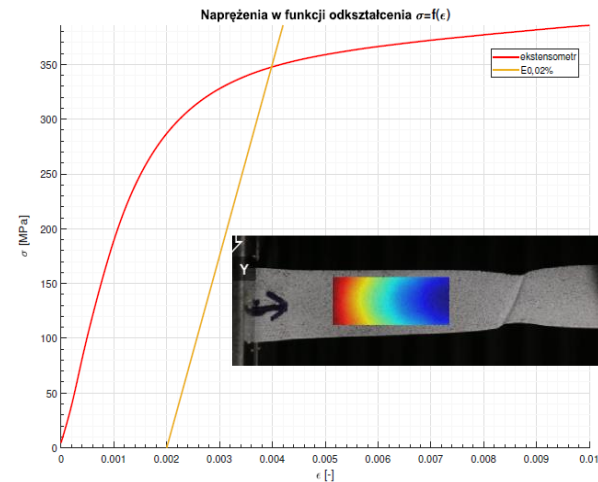 Naprężenia w funkcji odkształcenia σ=f(ϵ)
ekstensometr
E0,02%
σ [MPa]
350
300
250
200
150
100
50
0
Y
0 0.001 0.002 0.003 0.004 0.005 0.006 0.007 0.008 0.009 0.01
ϵ [-]